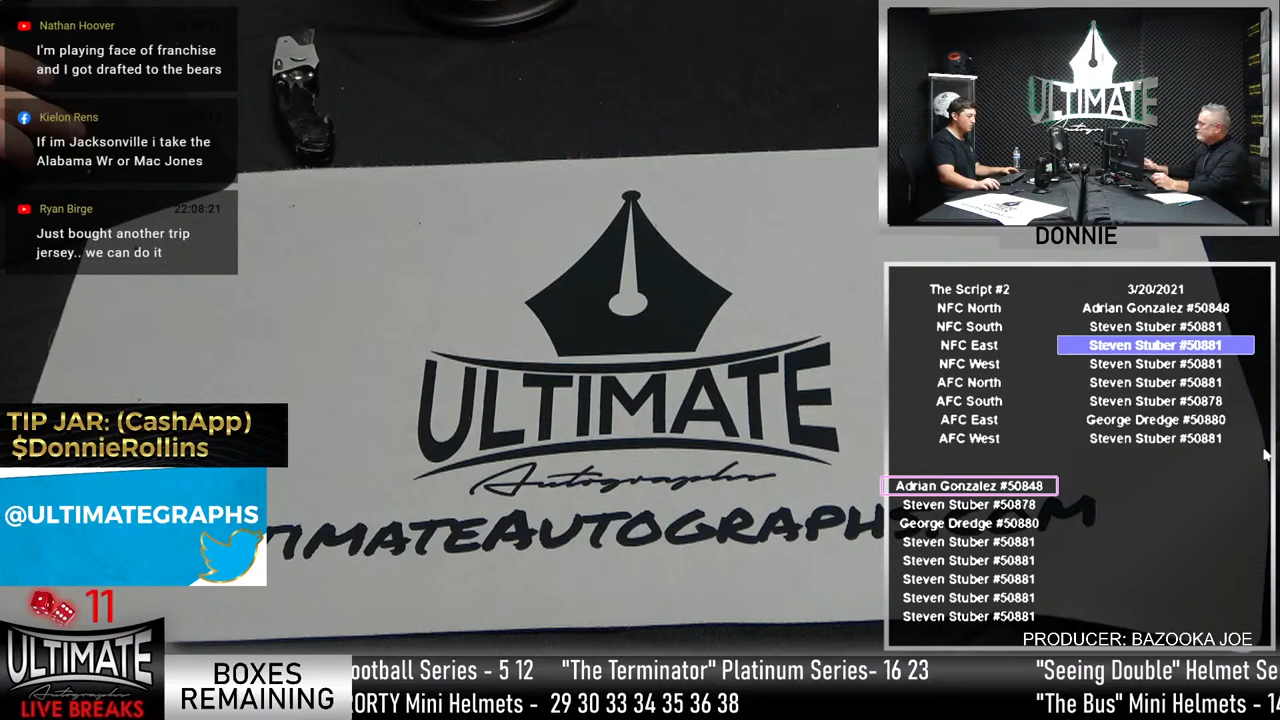 Nathan Hoover
I'm playing face of franchise
and I got drafted to the bears
Kielon Rens
If im Jacksonville i take the
Alabama Wr or Mac Jones
Ryan Birge 22:08:21
Just bought another trip
jersey.. we can do it
ULTIMATE
Autographs
ULTIMATE
Autographs
TIMATEAUTOGRAPHS
M
DONNIE
The Script #2 3/20/2021
NFC North Adrian Gonzalez #50848
NFC South Steven Stuber #50881
NFC East Steven Stuber #50881
NFC West Steven Stuber #50881
AFC North Steven Stuber #50881
AFC South Steven Stuber #50878
AFC East George Dredge #50880
AFC West Steven Stuber #50881
Adrian Gonzalez #50848
Steven Stuber #50878
George Dredge #50880
Steven Stuber #50881
Steven Stuber #50881
Steven Stuber #50881
Steven Stuber #50881
Steven Stuber #50881
PRODUCER: BAZOOKA JOE
TIP JAR: (CashApp)
$DonnieRollins
@ULTIMATEGRAPHS
11
ULTIMATE
Autographs
LIVE BREAKS
BOXES
REMAINING
ootball Series - 5 12 "The Terminator" Platinum Series- 16 23 "Seeing Double" Helmet Se
ORTY Mini Helmets - 29 30 33 34 35 36 38 "The Bus" Mini Helmets - 14